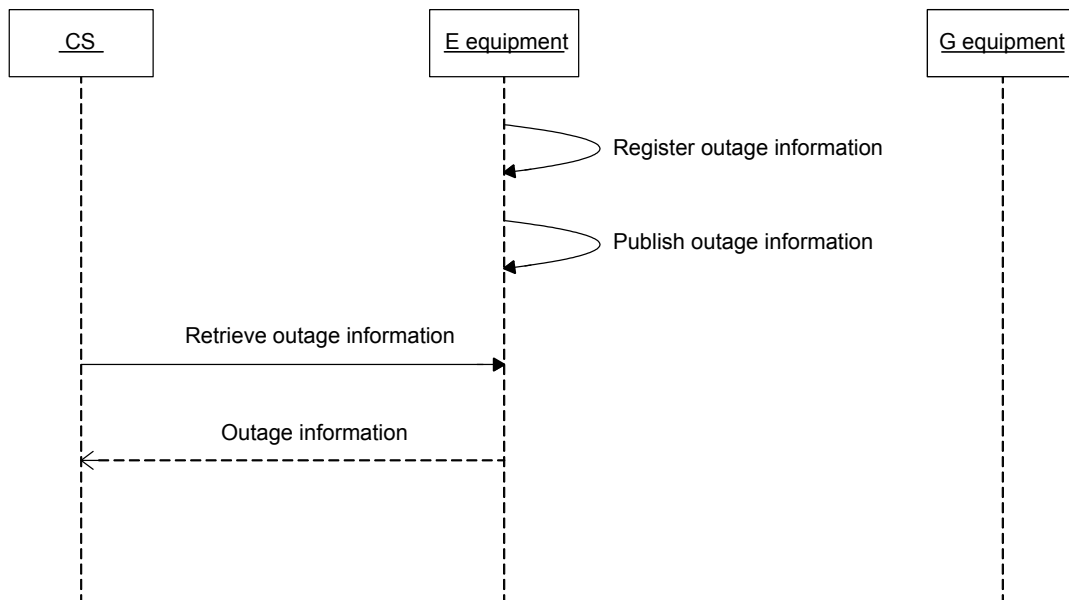 CS
E equipment
G equipment
Register outage information
Publish outage information
Retrieve outage information
Outage information